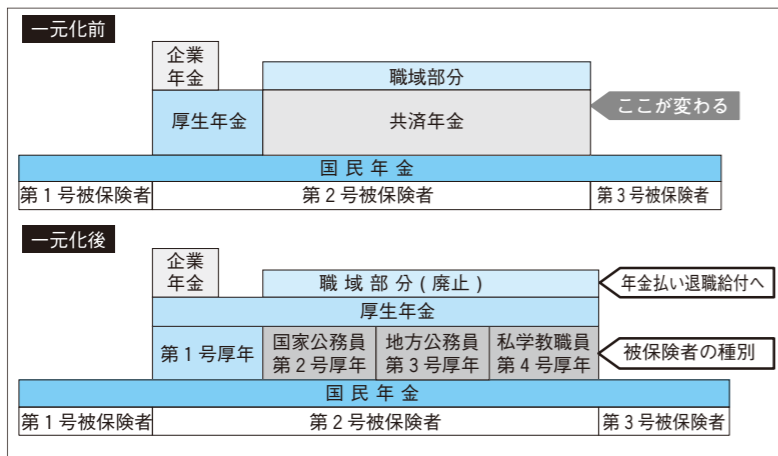 一元化前
企業
年金
職域部分
厚生年金
共済年金
ここが変わる
国民年金
第1号被保険者
第2号被保険者
第3号被保険者
一元化後
企業
年金
職域部分(廃止)
年金払い退職給付へ
厚生年金
第1号厚年
国家公務員
第2号厚年
地方公務員
第3号厚年
私学教職員
第4号厚年
被保険者の種別
国民年金
第1号被保険者
第2号被保険者
第3号被保険者